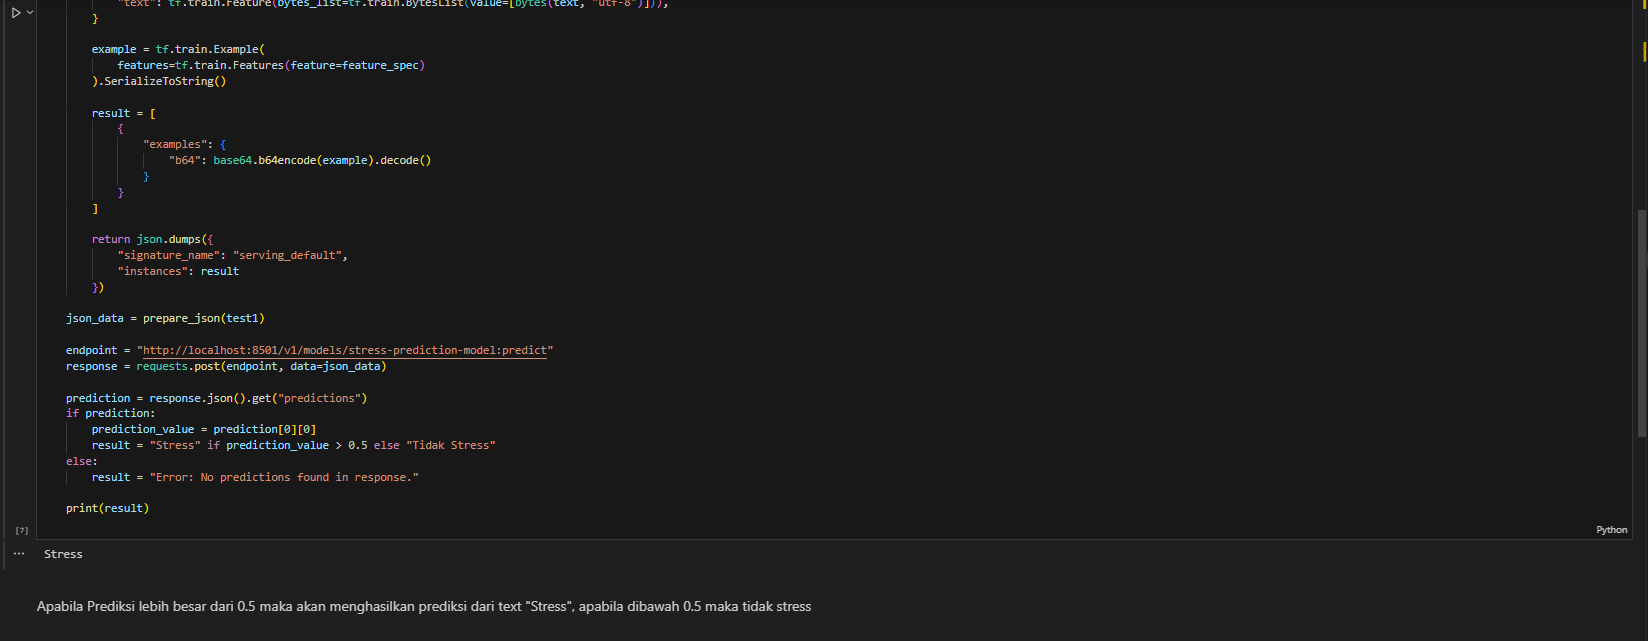 "text": tf.train.Feature(bytes_list=tf.train.BytesList(value=[bytes(text, "utf-8")])),
}
example = tf.train.Example(
features=tf.train.Features(feature=feature_spec)
).SerializeToString()
result = [
{
"examples": {
"b64": base64.b64encode(example).decode()
}
}
]
return json.dumps({
"signature_name": "serving_default",
"instances": result
})
json_data = prepare_json(test1)
endpoint = "http://localhost:8501/v1/models/stress-prediction-model:predict"
response = requests.post(endpoint, data=json_data)
prediction = response.json().get("predictions")
if prediction:
prediction_value = prediction[0][0]
result = "Stress" if prediction_value > 0.5 else "Tidak Stress"
else:
result = "Error: No predictions found in response."
print(result)
[7]
Python
... Stress
Apabila Prediksi lebih besar dari 0.5 maka akan menghasilkan prediksi dari text "Stress", apabila dibawah 0.5 maka tidak stress